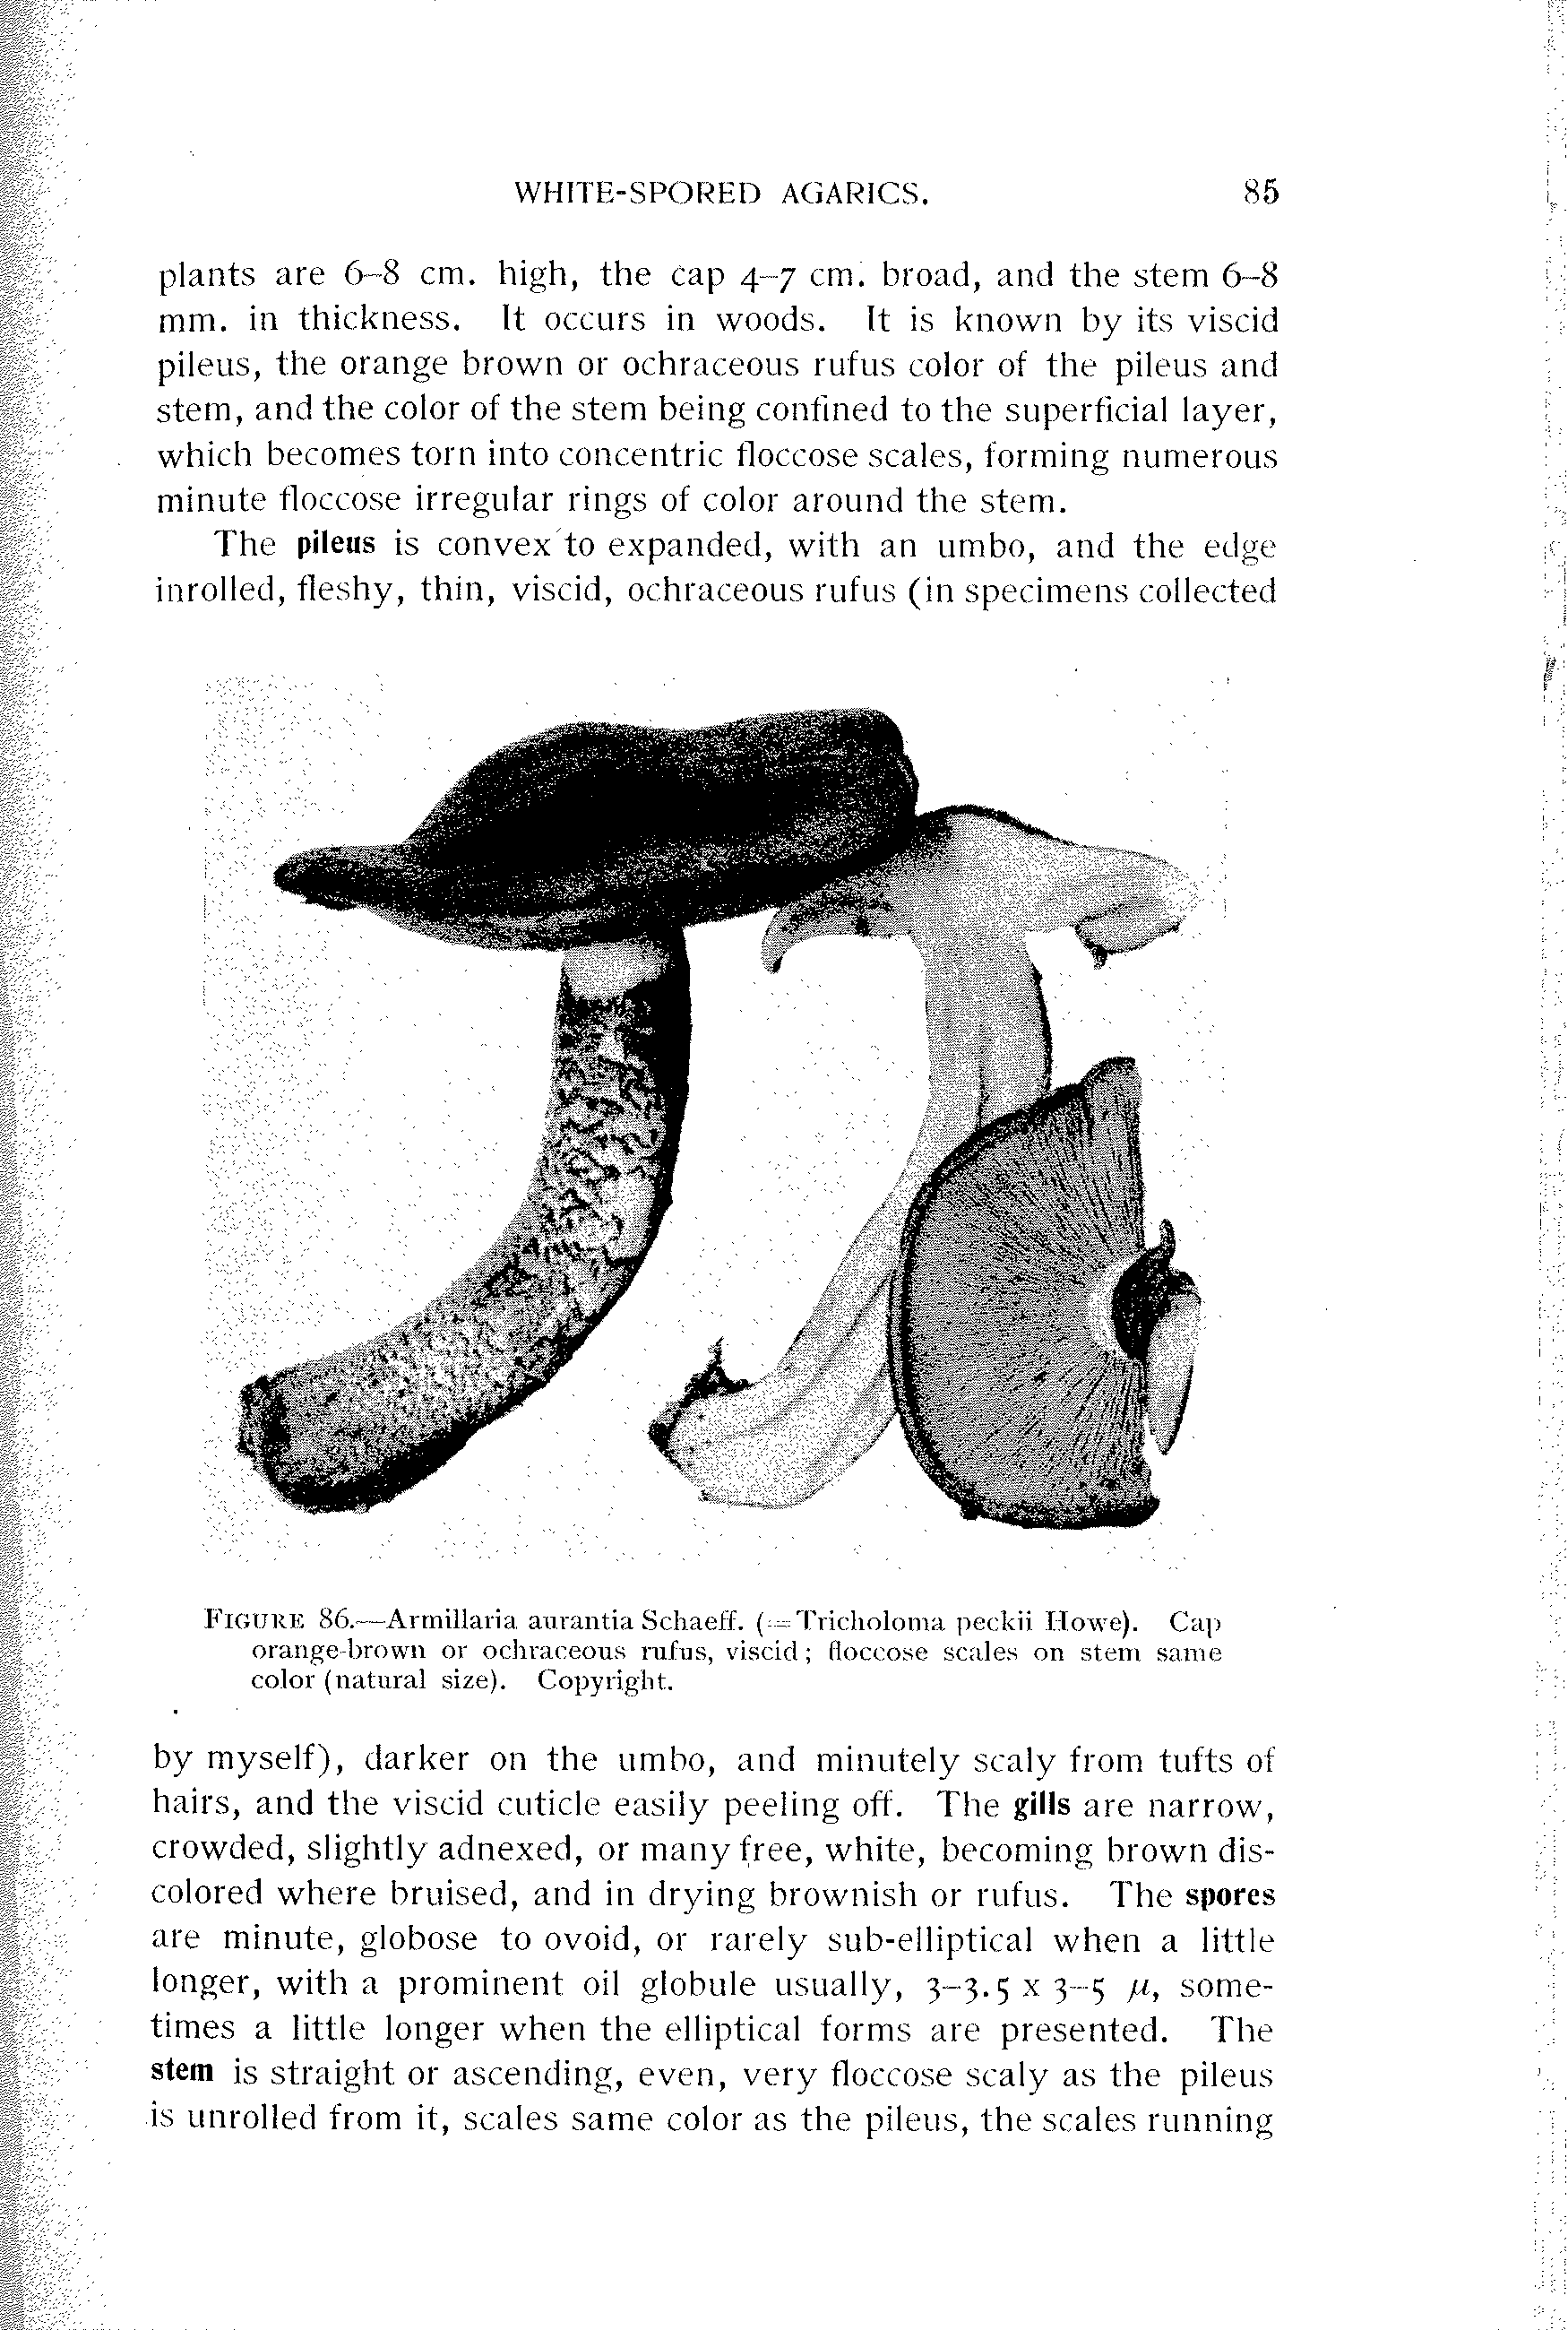 WHITE-SPORED AGARICS. 85
plants are 6–8 cm. high, the cap 4–7 cm. broad, and the stem 6–8
mm. in thickness. It occurs in woods. It is known by its viscid
pileus, the orange brown or ochraceous rufus color of the pileus and
stem, and the color of the stem being confined to the superficial layer,
which becomes torn into concentric floccose scales, forming numerous
minute floccose irregular rings of color around the stem.
The pileus is convex to expanded, with an umbo, and the edge
inrolled, fleshy, thin, viscid, ochraceous rufus (in specimens collected
FIGURE 86.—Armillaria aurantia Schaeff. (= Tricholoma peckii Howe). Cap
orange-brown or ochraceous rufus, viscid; floccose scales on stem same
color (natural size). Copyright.
by myself), darker on the umbo, and minutely scaly from tufts of
hairs, and the viscid cuticle easily peeling off. The gills are narrow,
crowded, slightly adnexed, or many free, white, becoming brown dis-
colored where bruised, and in drying brownish or rufus. The spores
are minute, globose to ovoid, or rarely sub-elliptical when a little
longer, with a prominent oil globule usually, 3–3.5 x 3–5 µ, some-
times a little longer when the elliptical forms are presented. The
stem is straight or ascending, even, very floccose scaly as the pileus
is unrolled from it, scales same color as the pileus, the scales running